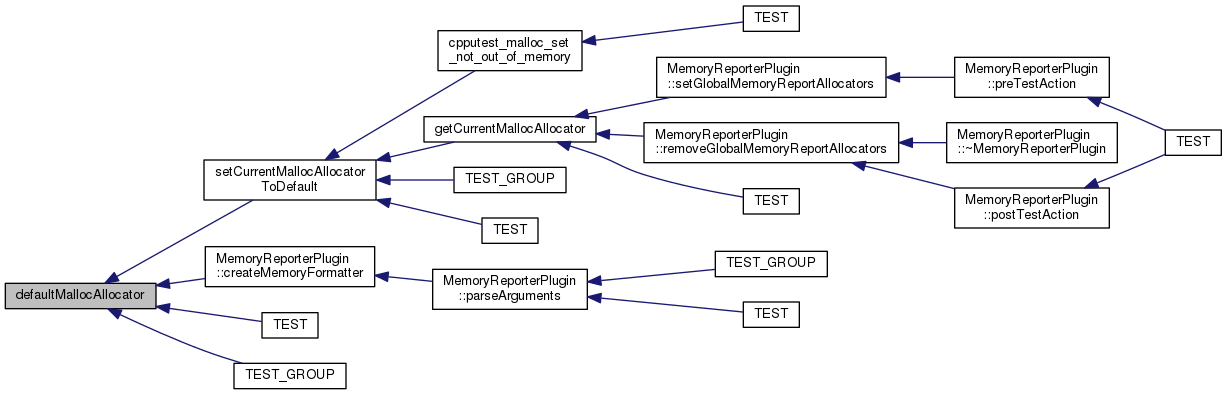 TEST
cpputest_malloc_set
_not_out_of_memory
MemoryReporterPlugin
::setGlobalMemoryReportAllocators
MemoryReporterPlugin
::preTestAction
getCurrentMallocAllocator
MemoryReporterPlugin
::removeGlobalMemoryReportAllocators
MemoryReporterPlugin
::~MemoryReporterPlugin
TEST
setCurrentMallocAllocator
ToDefault
TEST_GROUP
TEST
MemoryReporterPlugin
::postTestAction
TEST
MemoryReporterPlugin
::createMemoryFormatter
MemoryReporterPlugin
::parseArguments
TEST_GROUP
defaultMallocAllocator
TEST
TEST
TEST_GROUP